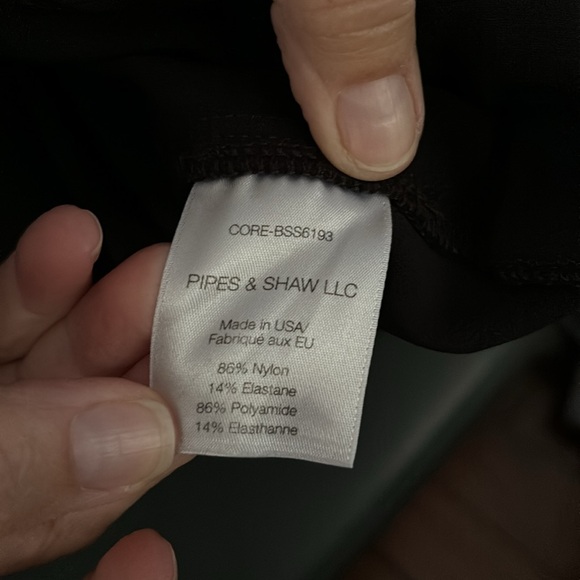 CORE-BSS6193
PIPES & SHAW LLC
Made in USA/
Fabriqué aux EU
86% Nylon
14% Elastane
86% Polyamide
14% Elasthanne